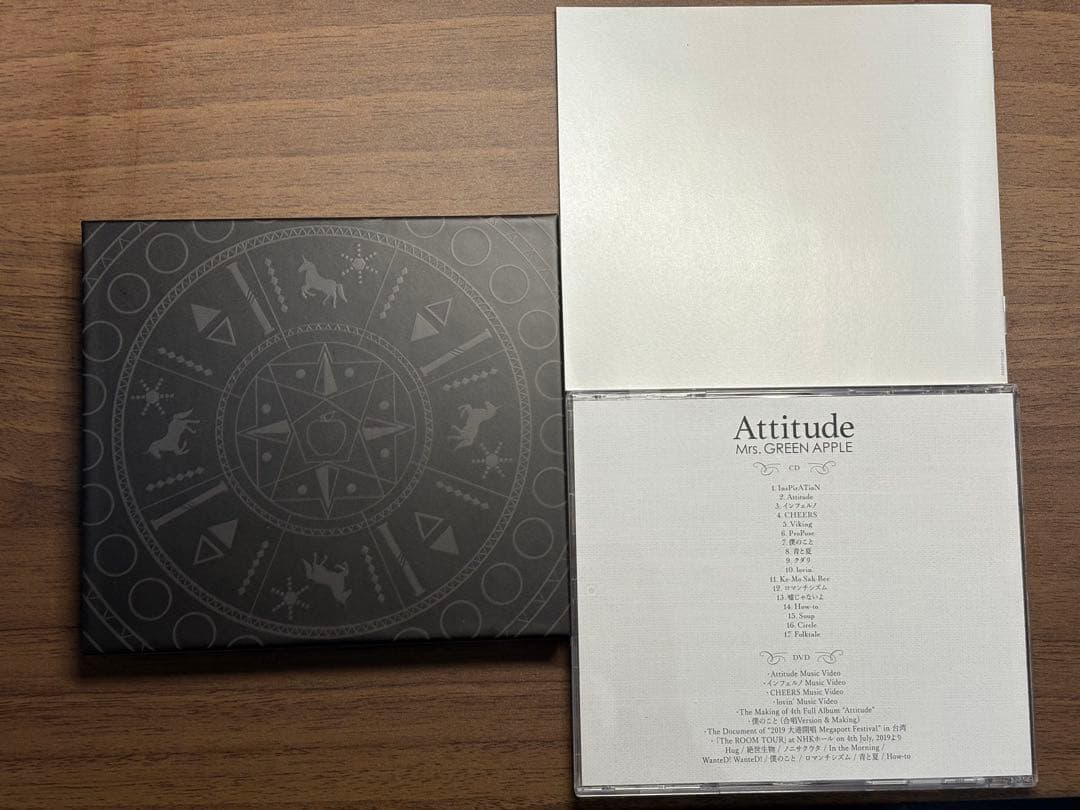 Attitude
Mrs. GREEN APPLE
CD
1. InsPirATioN
2. Attitude
3. インフェルノ
4. CHEERS
5. Viking
6. ProPose
7. 僕のこと
8. 青と夏
9. クダリ
10. lovin'
11. Ke-Mo Sah-Bee
12. ロマンチシズム
13. 嘘じゃないよ
14. How-to
15. Soup
16. Circle
17. Folktale
DVD
・Attitude Music Video
・インフェルノ Music Video
・CHEERS Music Video
・lovin' Music Video
・The Making of 4th Full Album "Attitude"
・僕のこと (合唱Version & Making)
・The Document of "2019 大港開唱 Megaport Festival" in 台湾
・「The ROOM TOUR」 at NHKホール on 4th July, 2019より
Hug / 絶世生物 / ノニサクウタ / In the Morning /
WanteD! WanteD! / 僕のこと / ロマンチシズム / 青と夏 / How-to